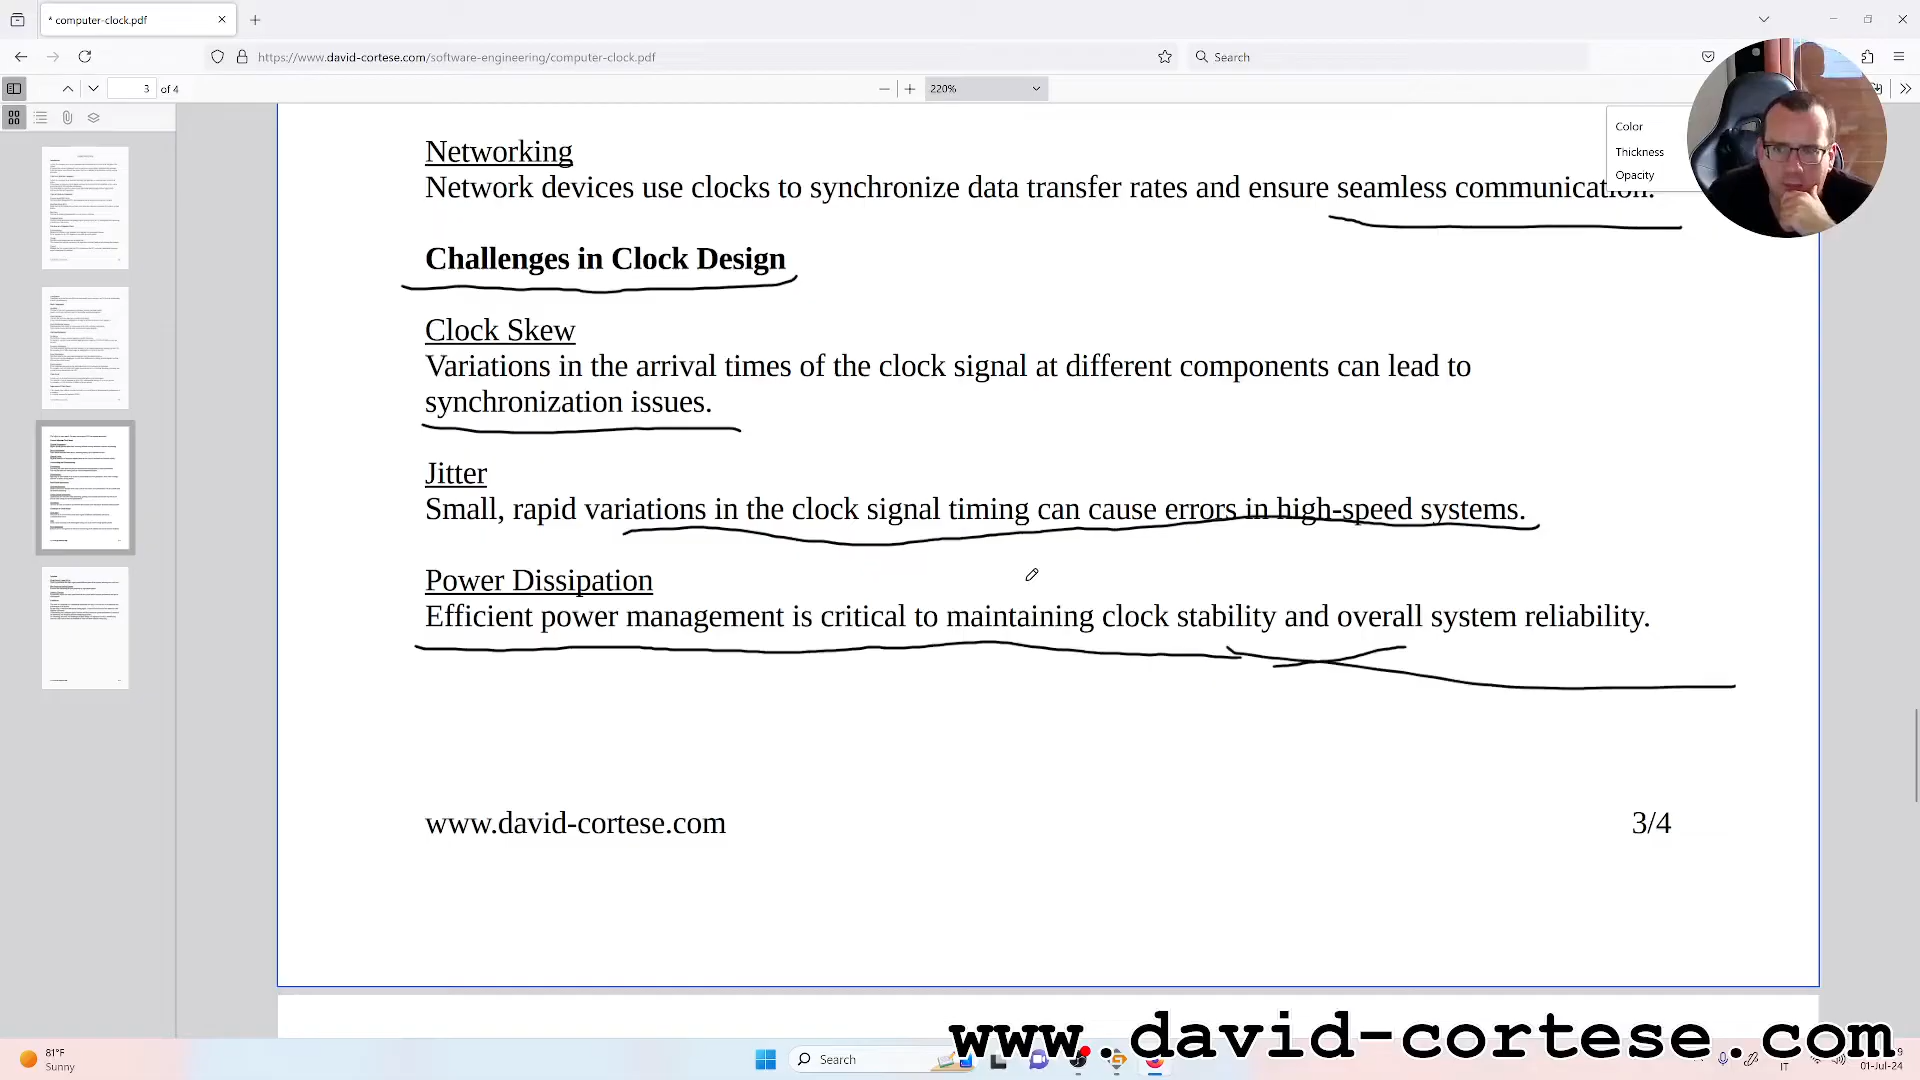 * computer-clock.pdf
https://www.david-cortese.com/software-engineering/computer-clock.pdf
Search
3 of 4
220%
Color
Thickness
Opacity
Networking
Network devices use clocks to synchronize data transfer rates and ensure seamless communication.
Challenges in Clock Design
Clock Skew
Variations in the arrival times of the clock signal at different components can lead to
synchronization issues.
Jitter
Small, rapid variations in the clock signal timing can cause errors in high-speed systems.
Power Dissipation
Efficient power management is critical to maintaining clock stability and overall system reliability.
www.david-cortese.com
3/4
www.david-cortese.com
81°F
Sunny
Search
IT
01-Jul-24